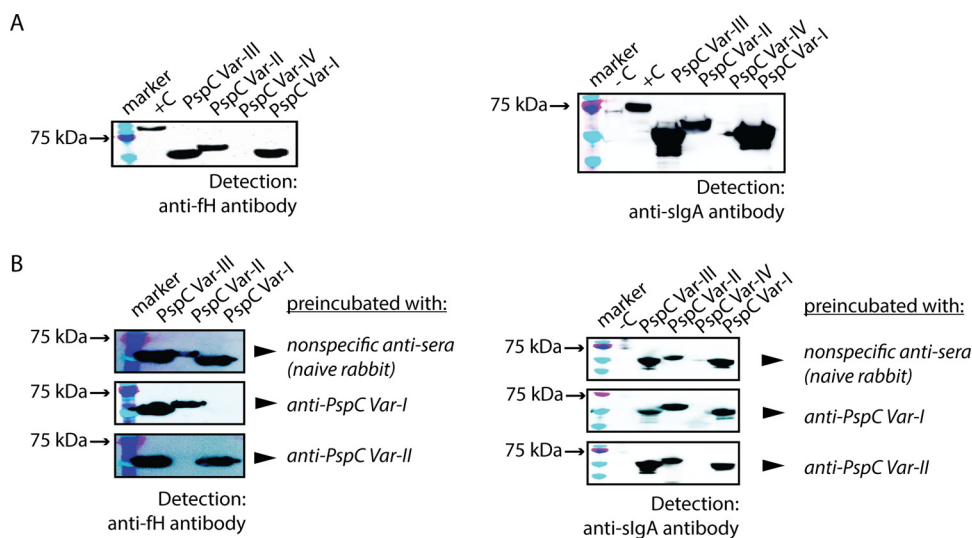 A
marker
+C
PspC Var-III
PspC Var-II
PspC Var-IV
PspC Var-I
75 kDa
Detection:
anti-fH antibody
marker
- C
+C
PspC Var-III
PspC Var-II
PspC Var-IV
PspC Var-I
75 kDa
Detection:
anti-sIgA antibody
B
marker
PspC Var-III
PspC Var-II
PspC Var-I
preincubated with:
75 kDa
nonspecific anti-sera
(naive rabbit)
75 kDa
anti-PspC Var-I
75 kDa
anti-PspC Var-II
Detection:
anti-fH antibody
marker
-C
PspC Var-III
PspC Var-II
PspC Var-IV
PspC Var-I
preincubated with:
75 kDa
nonspecific anti-sera
(naive rabbit)
75 kDa
anti-PspC Var-I
75 kDa
anti-PspC Var-II
Detection:
anti-sIgA antibody